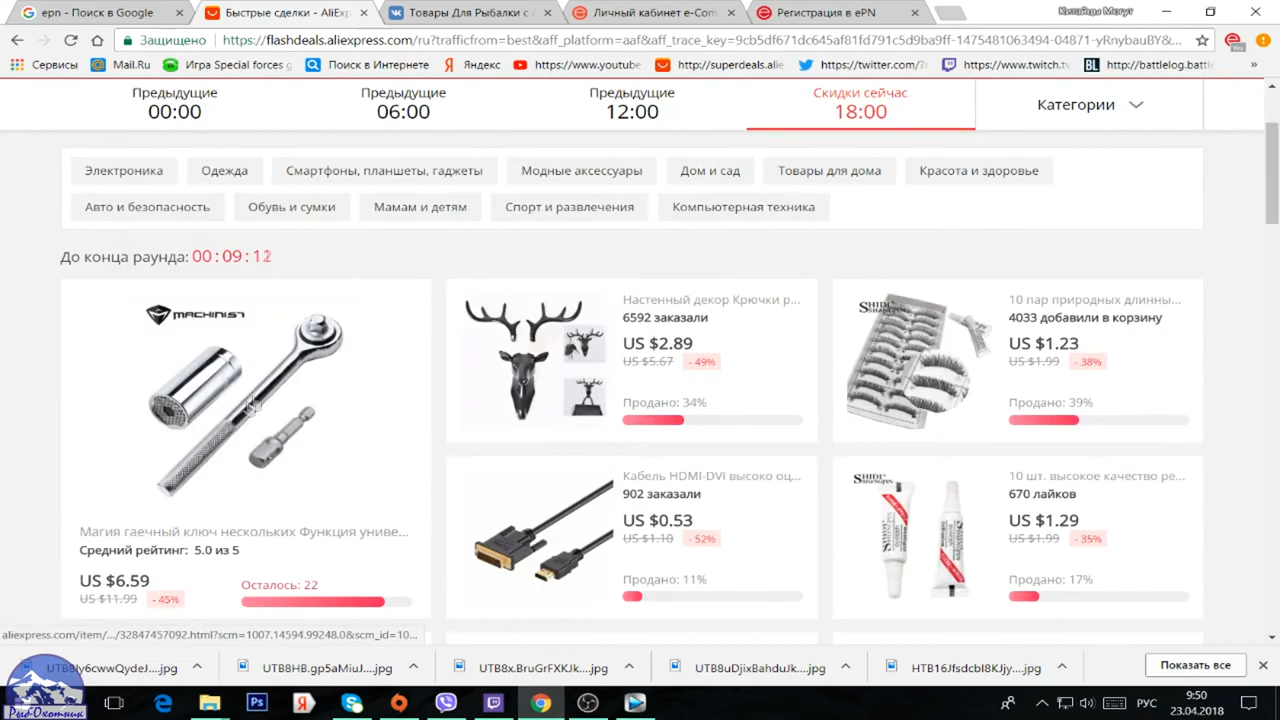 epn - Поиск в Google
Быстрые сделки - AliExp
Товары Для Рыбалки с
Личный кабинет e-Com
Регистрация в ePN
Китайцы Могут
Защищено
https://flashdeals.aliexpress.com/ru?trafficfrom=best&aff_platform=aaf&aff_trace_key=9cb5df671dc645af81fd791c5d9ba9ff-1475481063494-04871-yRnybauBY&
Yes
Сервисы
Mail.Ru
Игра Special forces
Поиск в Интернете
Яндекс
https://www.youtube
http://superdeals.alie
https://twitter.com/?
https://www.twitch.tv
http://battlelog.battle
Предыдущие
00:00
Предыдущие
06:00
Предыдущие
12:00
Скидки сейчас
18:00
Категории
Электроника
Одежда
Смартфоны, планшеты, гаджеты
Модные аксессуары
Дом и сад
Товары для дома
Красота и здоровье
Авто и безопасность
Обувь и сумки
Мамам и детям
Спорт и развлечения
Компьютерная техника
До конца раунда: 00 : 09 : 12
MACHINIST
Магия гаечный ключ нескольких Функция униве...
Средний рейтинг: 5.0 из 5
US $6.59
US $11.99
- 45%
Осталось: 22
Настенный декор Крючки р...
6592 заказали
US $2.89
US $5.67
- 49%
Продано: 34%
SHIDI SHANGPIN
10 пар природных длинны...
4033 добавили в корзину
US $1.23
US $1.99
- 38%
Продано: 39%
Кабель HDMI-DVI высоко оц...
902 заказали
US $0.53
US $1.10
- 52%
Продано: 11%
SHIDI SHANGPIN
10 шт. высокое качество ре...
670 лайков
US $1.29
US $1.99
- 35%
Продано: 17%
aliexpress.com/item/.../32847457092.html?scm=1007.14594.99248.0&scm_id=10...
UTB8Iy6cwwQydeJ....jpg
UTB8HB.gp5aMiuJ....jpg
UTB8x.BruGrFXKJk....jpg
UTB8uDjixBahduJk....jpg
HTB16JfsdcbI8KJjy....jpg
Показать все
Рыб-Охотник
РУС
9:50
23.04.2018